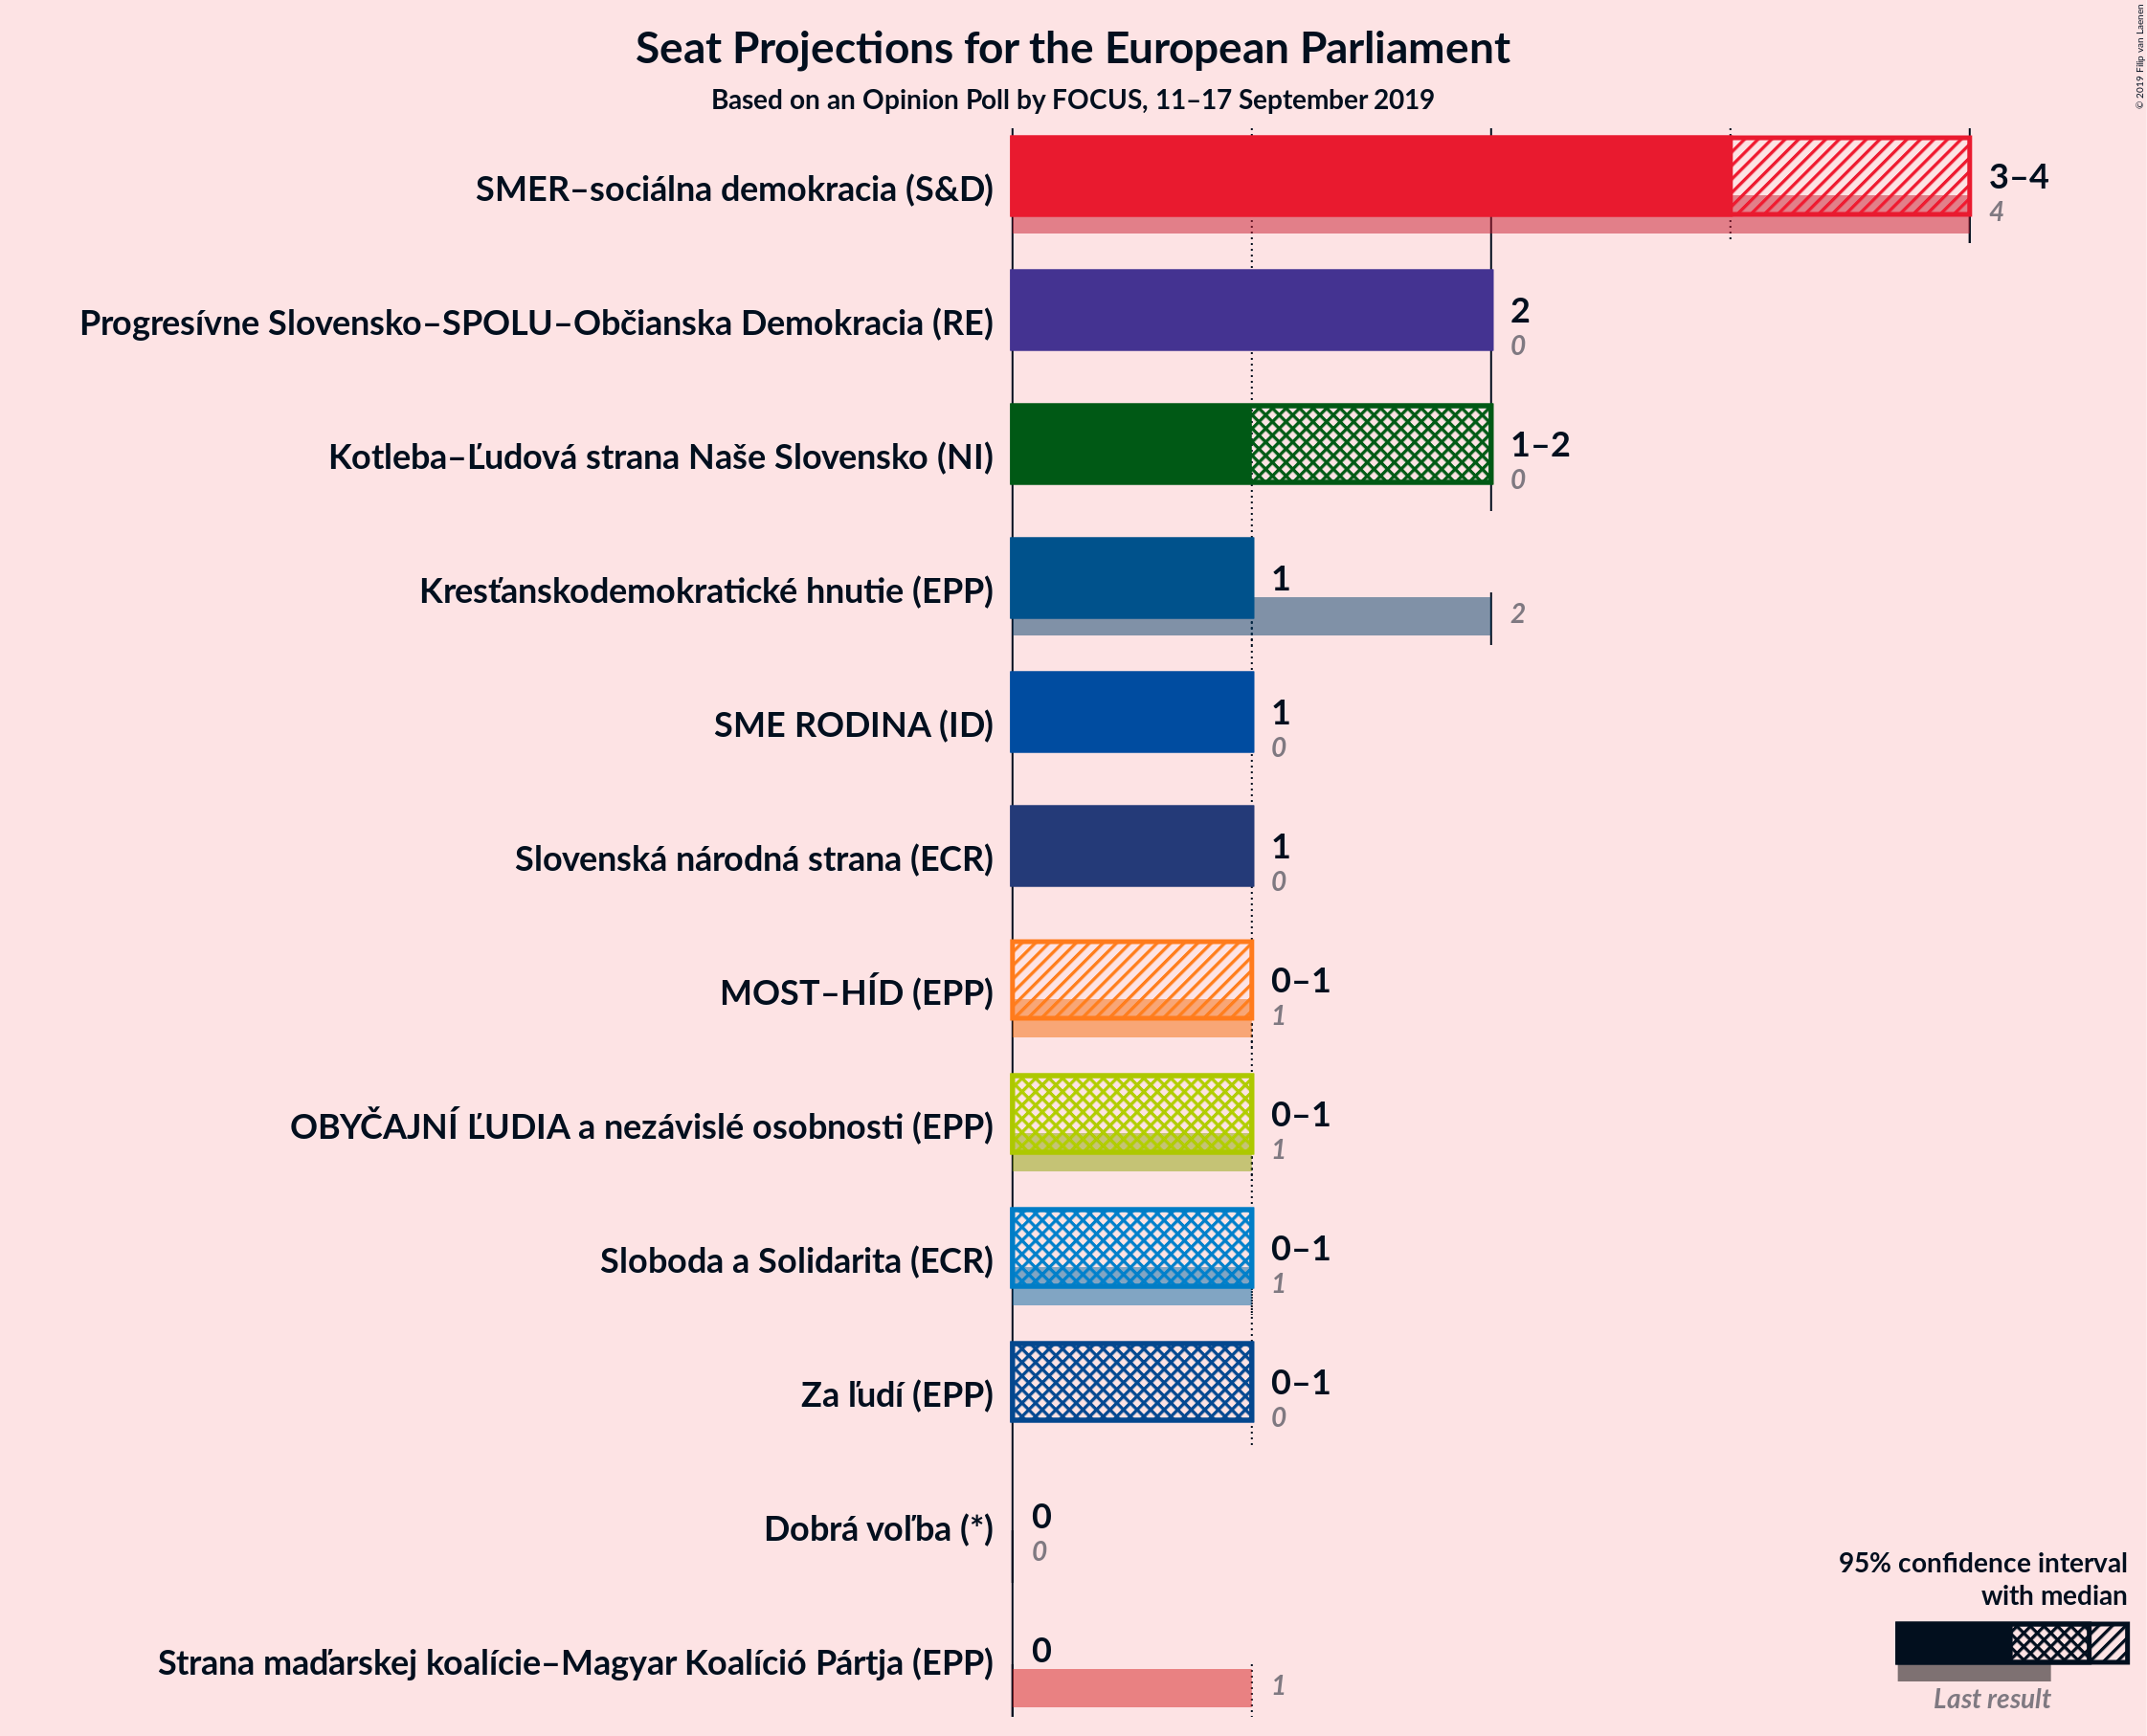 Seat Projections for the European Parliament
Based on an Opinion Poll by FOCUS, 11–17 September 2019
© 2019 Filip van Laenen
SMER–sociálna demokracia (S&D)
3–4
4
Progresívne Slovensko–SPOLU–Občianska Demokracia (RE)
2
0
Kotleba–Ľudová strana Naše Slovensko (NI)
1–2
0
Kresťanskodemokratické hnutie (EPP)
1
2
SME RODINA (ID)
1
0
Slovenská národná strana (ECR)
1
0
MOST–HÍD (EPP)
0–1
1
OBYČAJNÍ ĽUDIA a nezávislé osobnosti (EPP)
0–1
1
Sloboda a Solidarita (ECR)
0–1
1
Za ľudí (EPP)
0–1
0
Dobrá voľba (*)
0
0
Strana maďarskej koalície–Magyar Koalíció Pártja (EPP)
0
1
95% confidence interval
with median
Last result